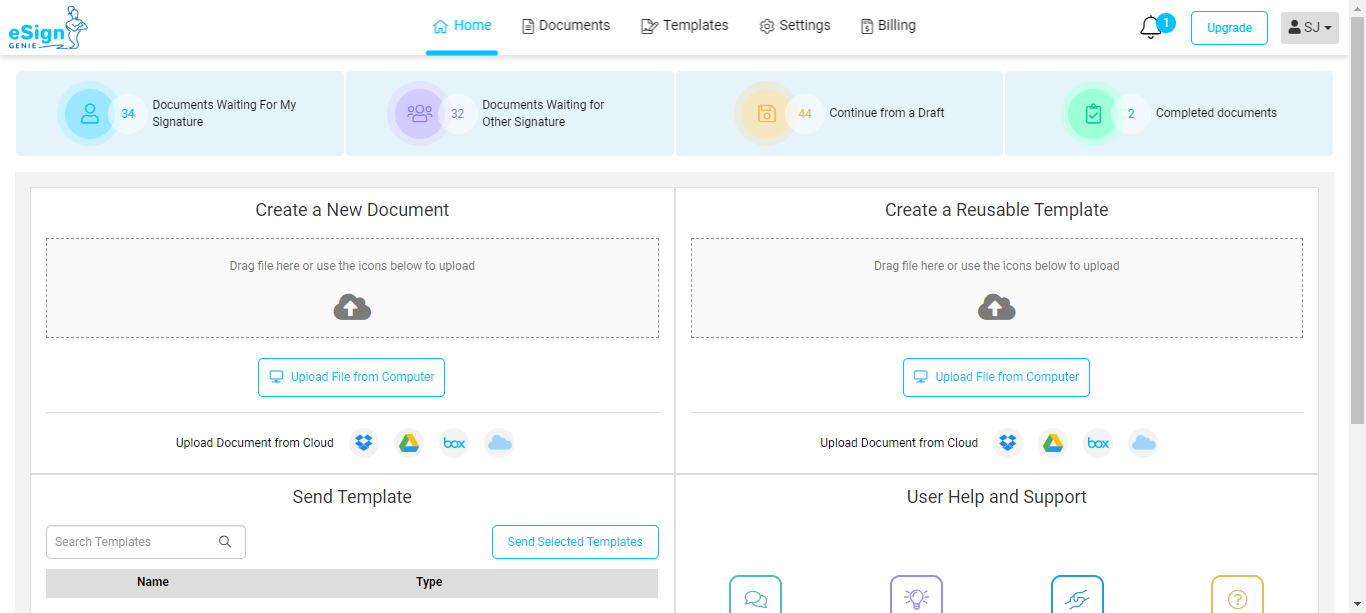 eSign
GENIE
Home
Documents
Templates
Settings
Billing
1
Upgrade
SJ
34
Documents Waiting For My
Signature
32
Documents Waiting for
Other Signature
44
Continue from a Draft
2
Completed documents
Create a New Document
Drag file here or use the icons below to upload
Upload File from Computer
Upload Document from Cloud
box
Create a Reusable Template
Drag file here or use the icons below to upload
Upload File from Computer
Upload Document from Cloud
box
Send Template
Search Templates
Send Selected Templates
Name Type
User Help and Support
?